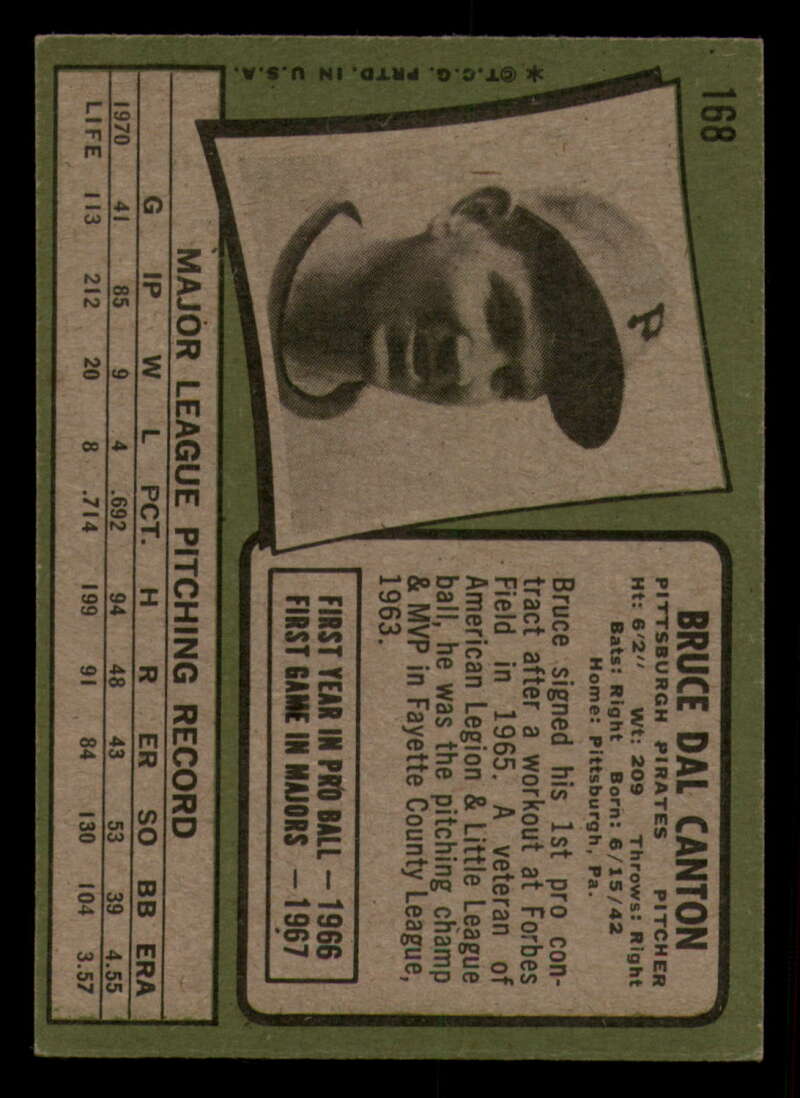 168
*©T.C.G. PRTD. IN U.S.A.
P
BRUCE DAL CANTON
PITTSBURGH PIRATES PITCHER
Ht: 6'2" Wt: 209 Throws: Right
Bats: Right Born: 6/15/42
Home: Pittsburgh, Pa.
Bruce signed his 1st pro con-
tract after a workout at Forbes
Field in 1965. A veteran of
American Legion & Little League
ball, he was the pitching champ
& MVP in Fayette County League,
1963.
FIRST YEAR IN PRO BALL — 1966
FIRST GAME IN MAJORS — 1967
MAJOR LEAGUE PITCHING RECORD
G IP W L PCT. H R ER SO BB ERA
1970 41 85 9 4 .692 94 48 43 53 39 4.55
LIFE 113 212 20 8 .714 199 91 84 130 104 3.57